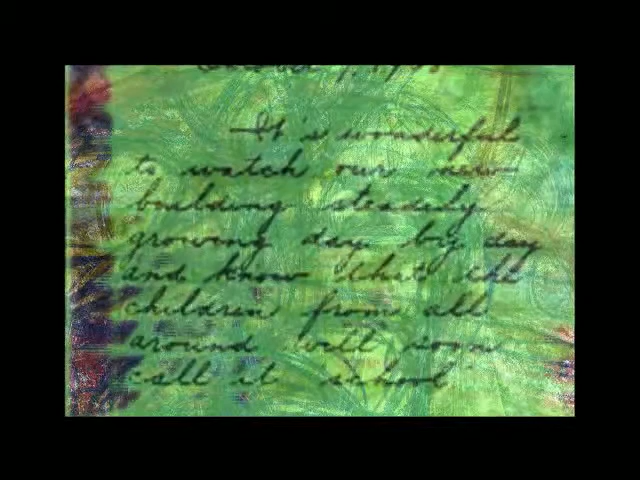 It's wonderful
to watch our new
building steadily
growing day by day
and know that the
children from all
around will soon
call it school